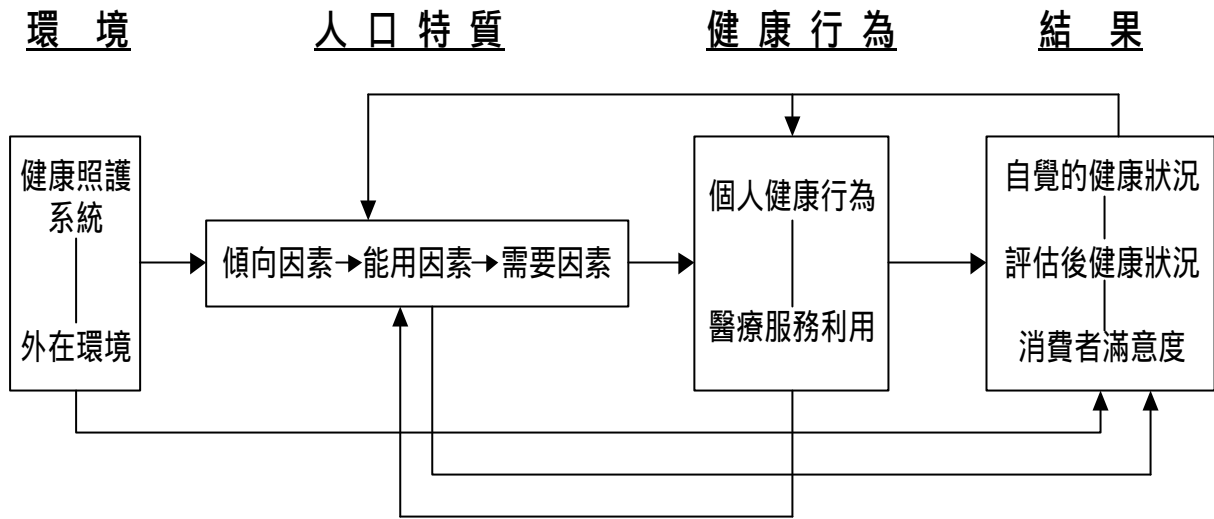 環 境
人口特質
健康行為
結 果
健康照護
系統
外在環境
傾向因素
能用因素
需要因素
個人健康行為
醫療服務利用
自覺的健康狀況
評估後健康狀況
消費者滿意度